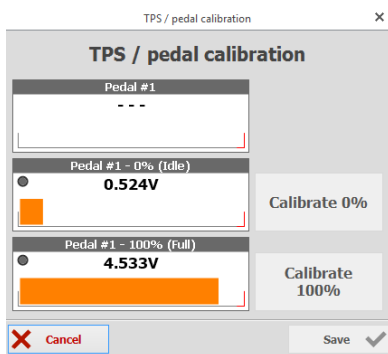 TPS / pedal calibration
TPS / pedal calibration
Pedal #1
- - -
Pedal #1 - 0% (Idle)
0.524V
Calibrate 0%
Pedal #1 - 100% (Full)
4.533V
Calibrate
100%
Cancel
Save